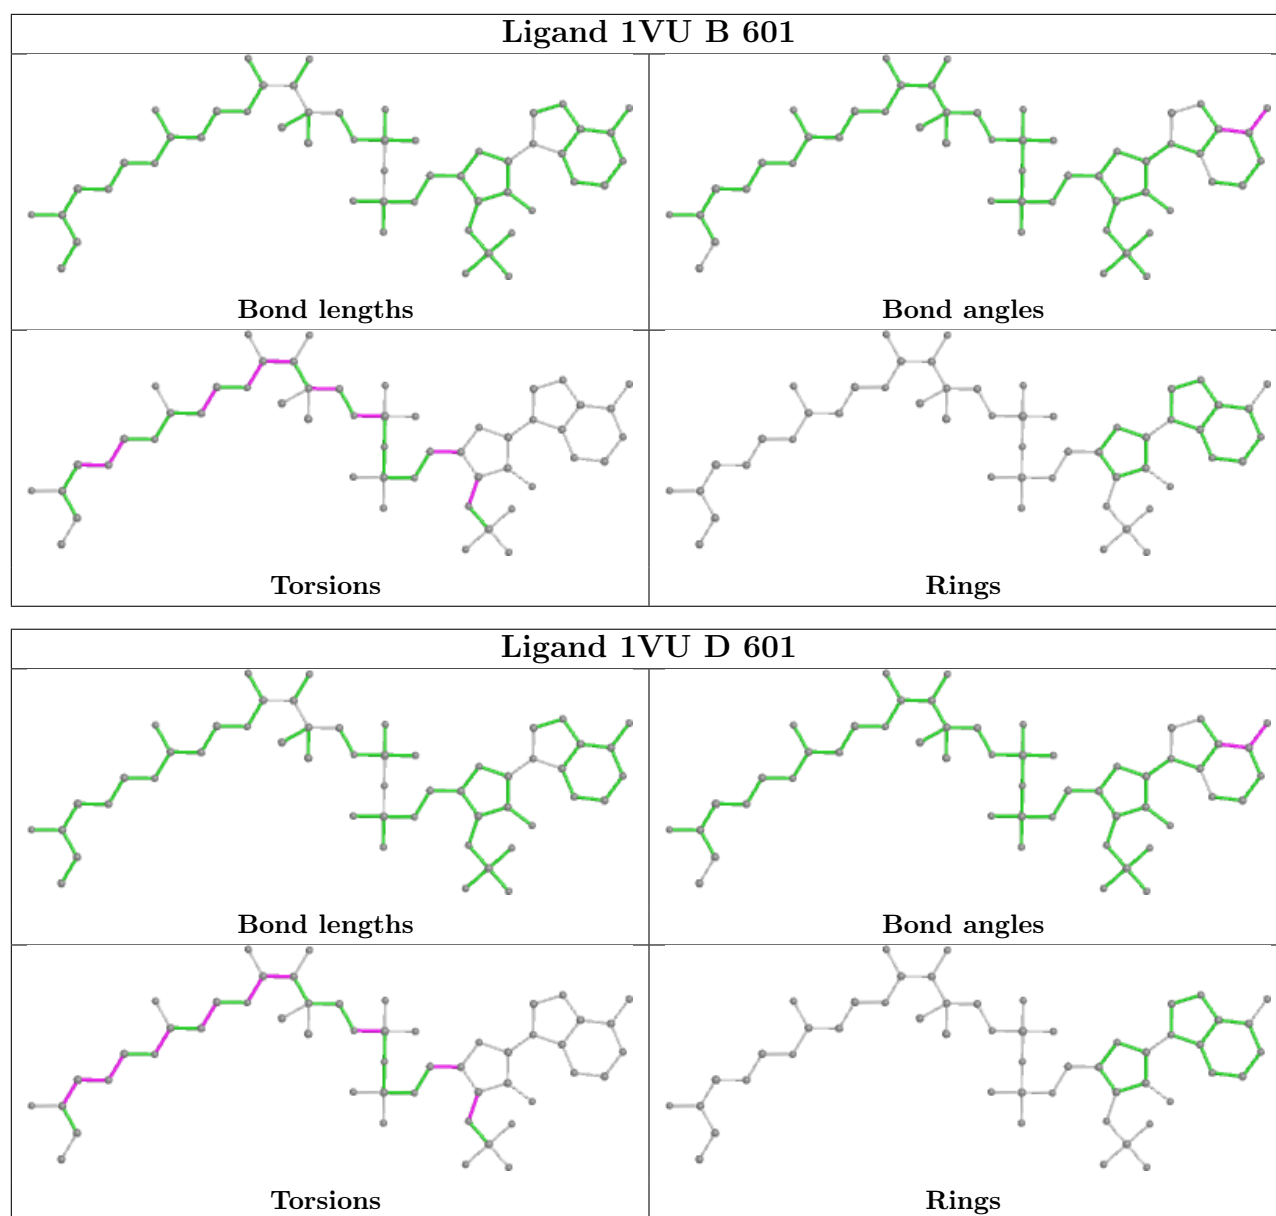 Ligand 1VU B 601
Bond lengths
Bond angles
Torsions
Rings
Ligand 1VU D 601
Bond lengths
Bond angles
Torsions
Rings